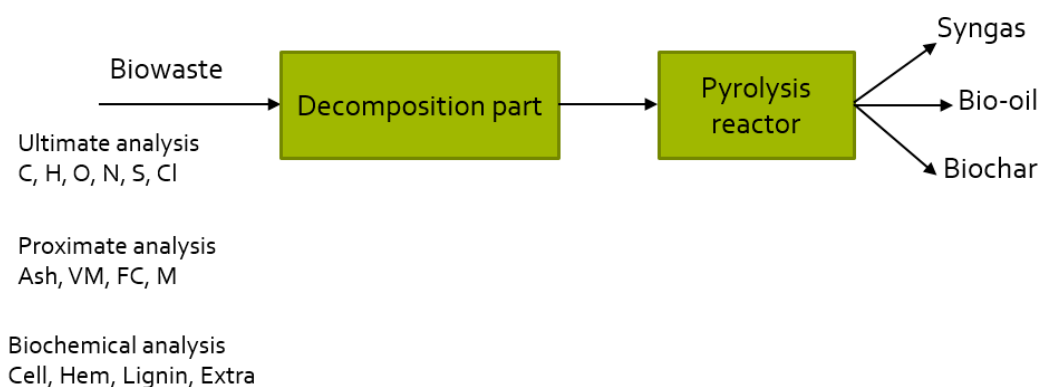 Biowaste
Decomposition part
Pyrolysis
reactor
Syngas
Bio-oil
Biochar
Ultimate analysis
C, H, O, N, S, Cl
Proximate analysis
Ash, VM, FC, M
Biochemical analysis
Cell, Hem, Lignin, Extra